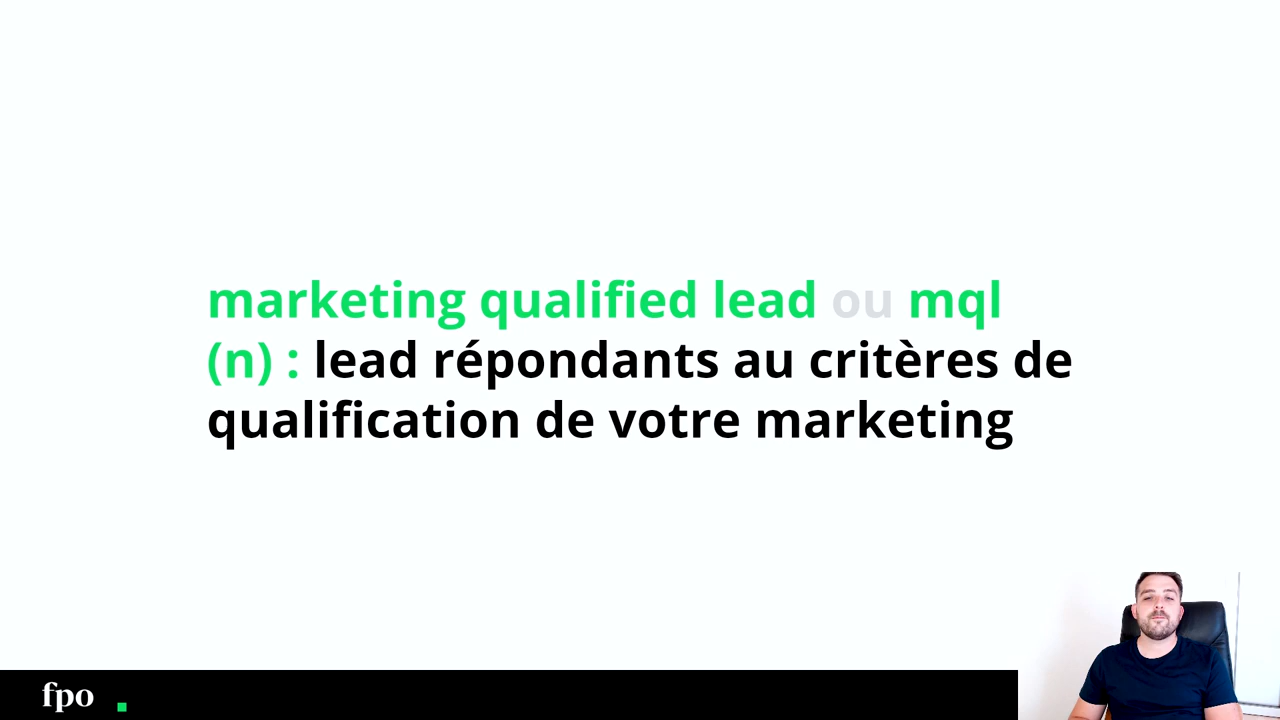 marketing qualified lead ou mql
(n) : lead répondants au critères de
qualification de votre marketing
fpo .